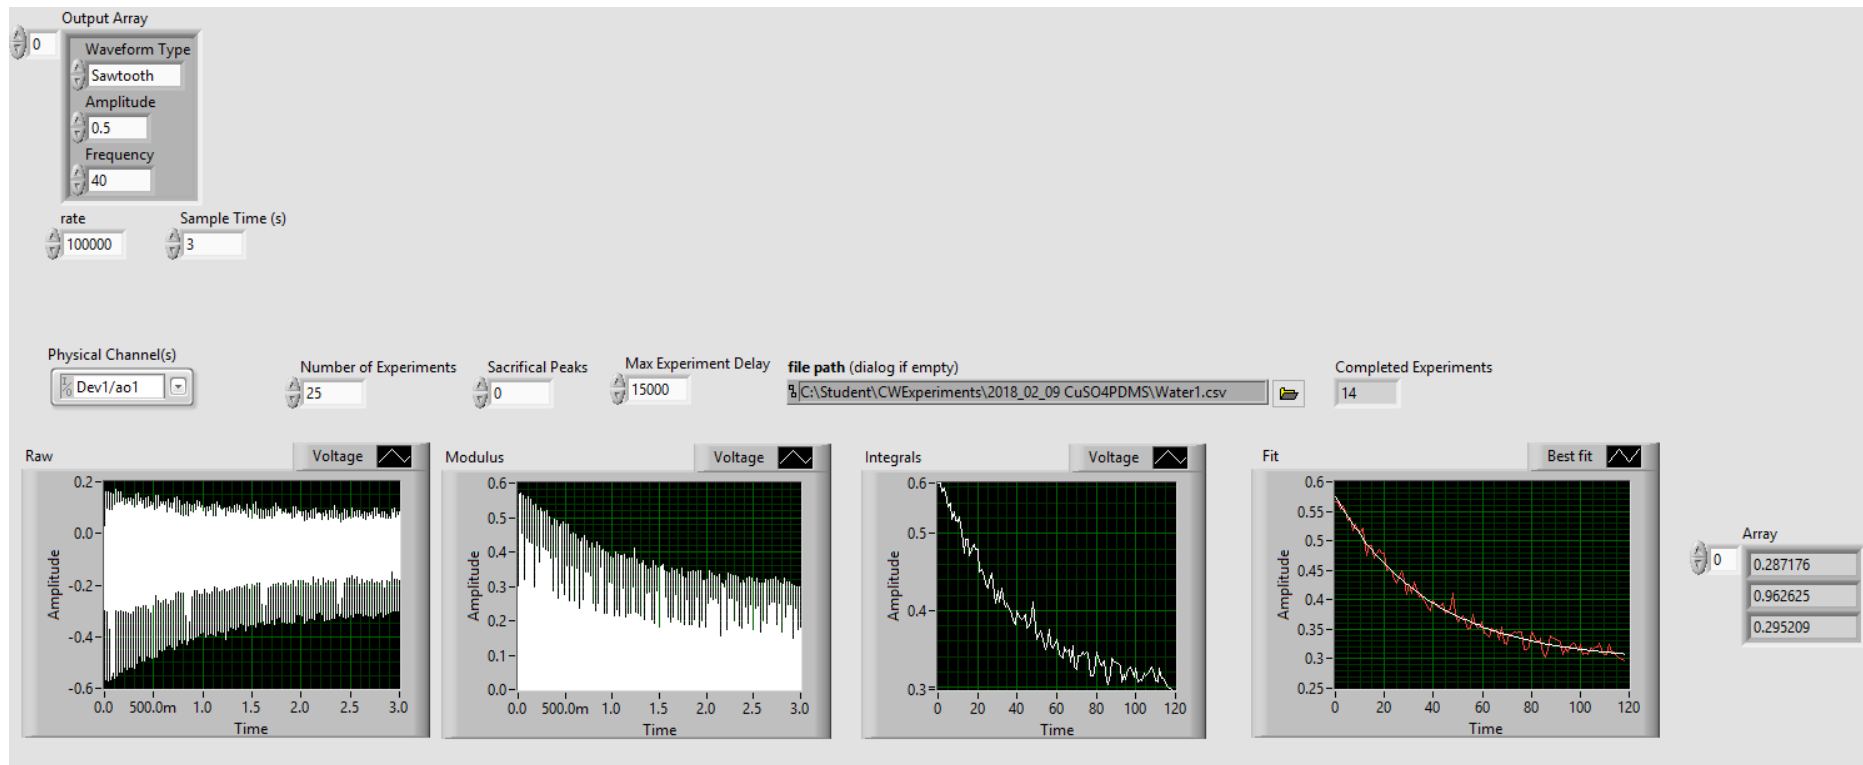 Output Array
0
Waveform Type
Sawtooth
Amplitude
0.5
Frequency
40
rate
Sample Time (s)
100000
3
Physical Channel(s)
Dev1/ao1
Number of Experiments
25
Sacrifical Peaks
0
Max Experiment Delay
15000
file path (dialog if empty)
C:\Student\CWExperiments\2018_02_09 CuSO4PDMS\Water1.csv
Completed Experiments
14
Raw
Voltage
Amplitude
0.2
0.0
-0.2
-0.4
-0.6
0.0 500.0m 1.0 1.5 2.0 2.5 3.0
Time
Modulus
Voltage
Amplitude
0.6
0.5
0.4
0.3
0.2
0.1
0.0
0.0 500.0m 1.0 1.5 2.0 2.5 3.0
Time
Integrals
Voltage
Amplitude
0.6
0.5
0.4
0.3
0 20 40 60 80 100 120
Time
Fit
Best fit
Amplitude
0.6
0.55
0.5
0.45
0.4
0.35
0.3
0.25
0 20 40 60 80 100 120
Time
Array
0
0.287176
0.962625
0.295209